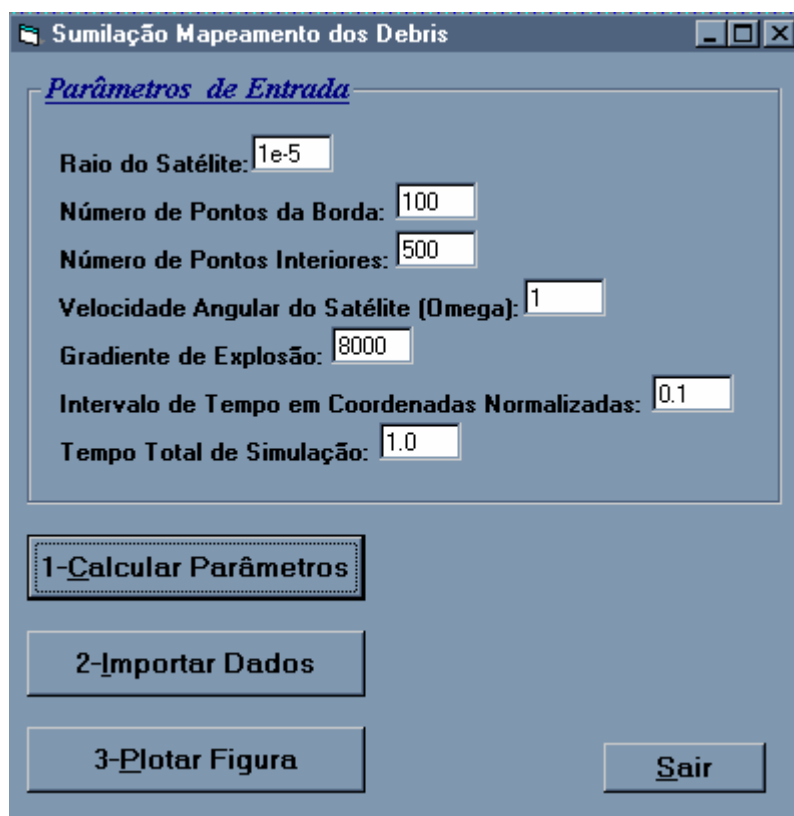 Sumilação Mapeamento dos Debris
Parâmetros de Entrada
Raio do Satélite: 1e-5
Número de Pontos da Borda: 100
Número de Pontos Interiores: 500
Velocidade Angular do Satélite (Omega): 1
Gradiente de Explosão: 8000
Intervalo de Tempo em Coordenadas Normalizadas: 0.1
Tempo Total de Simulação: 1.0
1-Calcular Parâmetros
2-Importar Dados
3-Plotar Figura
Sair